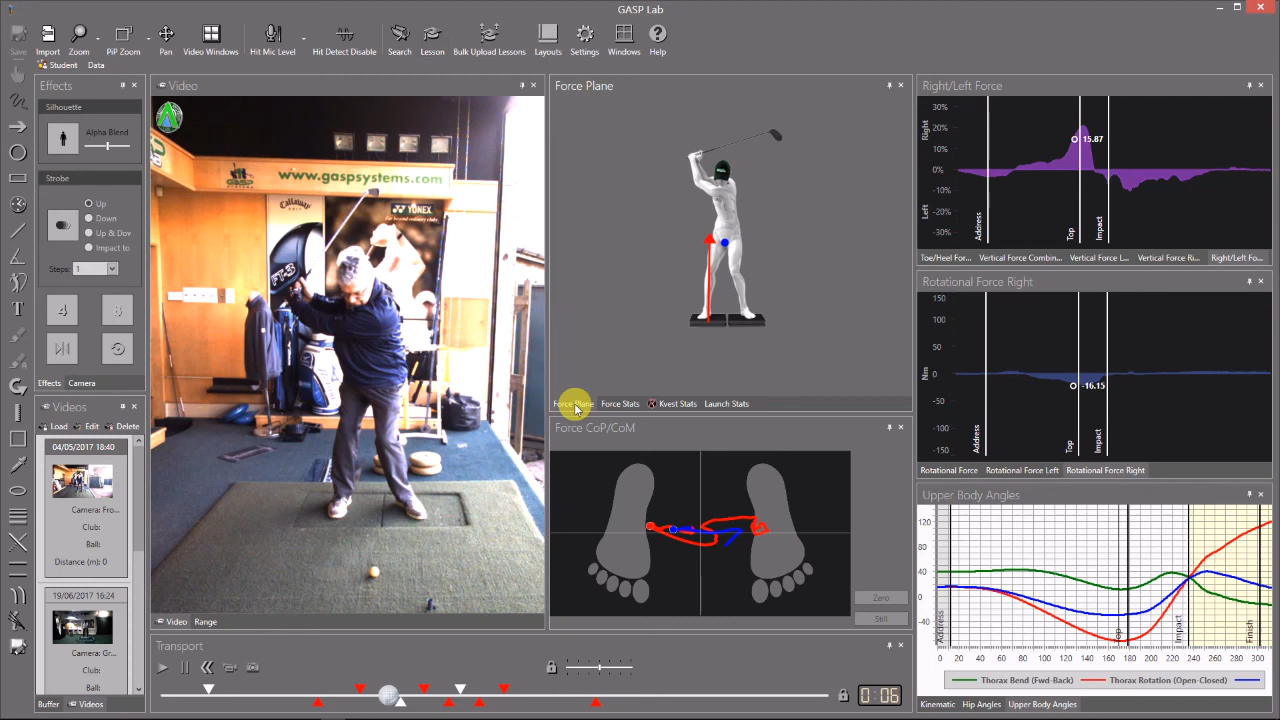 GASP Lab
Save
Import
Zoom
PiP Zoom
Pan
Video Windows
Hit Mic Level
Hit Detect Disable
Search
Lesson
Bulk Upload Lessons
Layouts
Settings
Windows
Help
Student
Data
Effects
Silhouette
Alpha Blend
Strobe
Up
Down
Up & Dov
Impact to
Steps: 1
4
Effects Camera
Videos
Load Edit Delete
04/05/2017 18:40
Camera: Fro...
Club:
Ball:
Distance (m): 0
19/06/2016 16:24
Camera: Gr...
Club:
Ball:
Buffer Videos
Video
www.gaspsystems.com
Callaway
GOLF
YONEX
FT-3
Video Range
Force Plane
Force Plane Force Stats Kvest Stats Launch Stats
Force CoP/CoM
Zero
Still
Transport
0:06
Right/Left Force
30%
20%
10%
0%
-10%
-20%
-30%
Right
Left
15.87
Address
Top
Impact
Toe/Heel For... Vertical Force Combin... Vertical Force L... Vertical Force Ri... Right/Left Fo...
Rotational Force Right
150
100
50
0
-50
-100
-150
Nm
-16.15
Address
Top
Impact
Rotational Force Rotational Force Left Rotational Force Right
Upper Body Angles
120
80
40
0
-40
Address
Top
Impact
Finish
0 20 40 60 80 100 120 140 160 180 200 220 240 260 280 300
Thorax Bend (Fwd-Back) Thorax Rotation (Open-Closed)
Kinematic Hip Angles Upper Body Angles